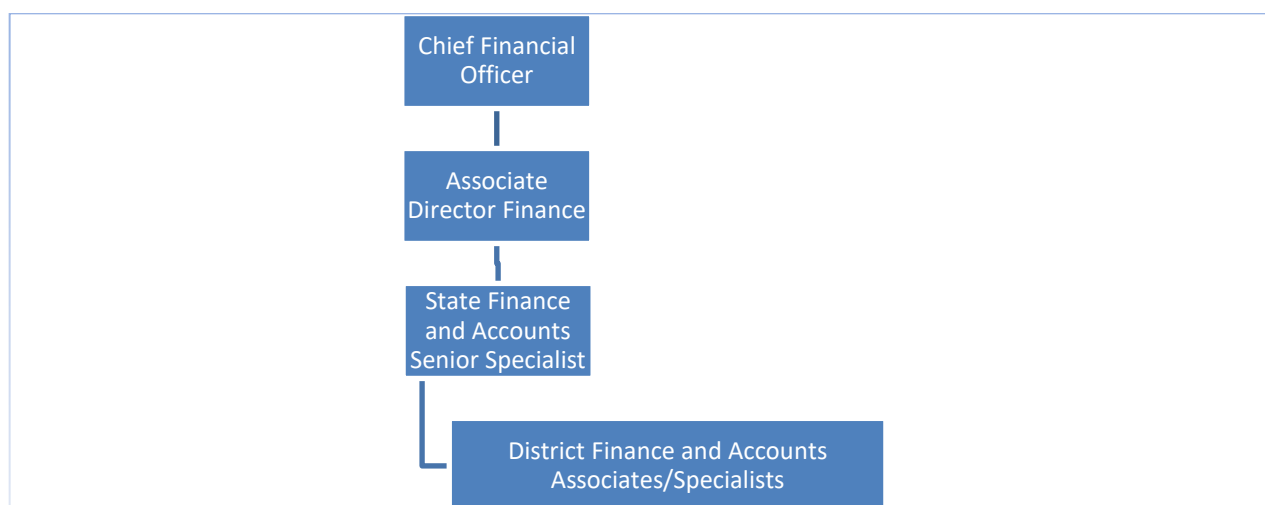 Chief Financial
Officer
Associate
Director Finance
State Finance
and Accounts
Senior Specialist
District Finance and Accounts
Associates/Specialists